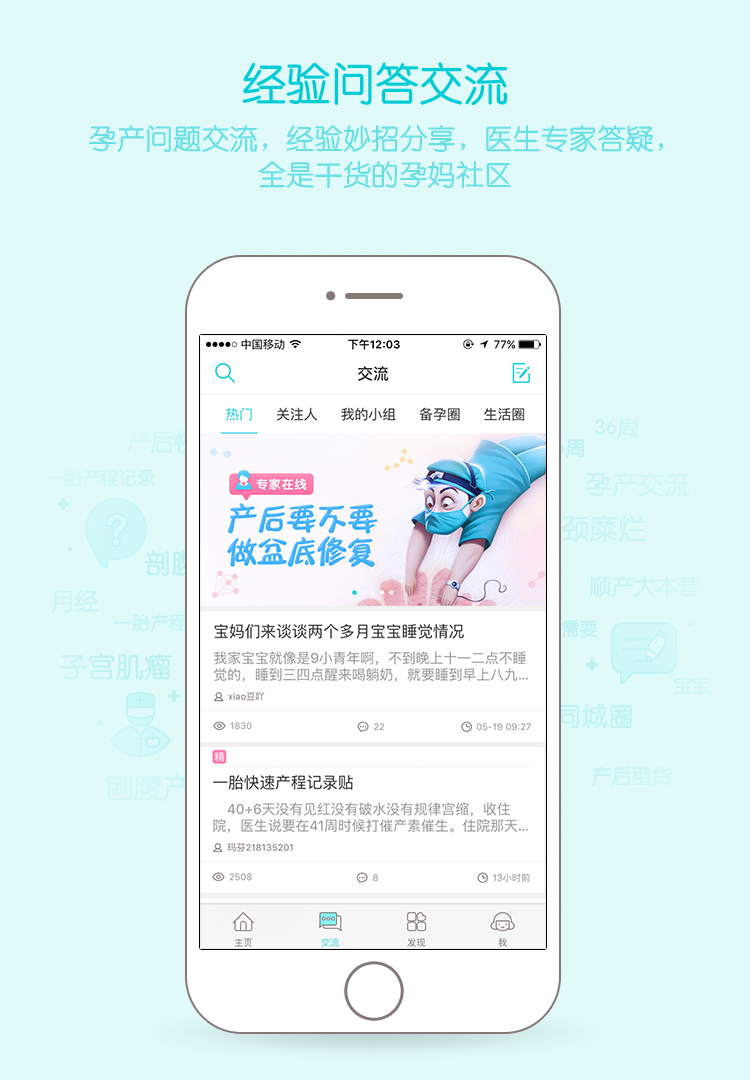 经验问答交流
孕产问题交流，经验妙招分享，医生专家答疑，
全是干货的孕妈社区
中国移动
下午12:03
77%
交流
热门 关注人 我的小组 备孕圈 生活圈
专家在线
产后要不要
做盆底修复
宝妈们来谈谈两个多月宝宝睡觉情况
我家宝宝就像是9小青年啊，不到晚上十一二点不睡
觉的，睡到三四点醒来喝躺奶，就要睡到早上八九...
xiao豆吖
1830 22 05-19 09:27
精
一胎快速产程记录贴
40+6天没有见红没有破水没有规律宫缩，收住
院，医生说要在41周时候打催产素催生。住院那天...
玛芬218135201
2508 8 13小时前
主页 交流 发现 我
一胎产程记录
?
剖腹
月经
一胎产程
子宫肌瘤
刨腹产
36周
周
孕产交流
颈糜烂
顺产大本营
需要
宝宝
同城圈
产后囤货